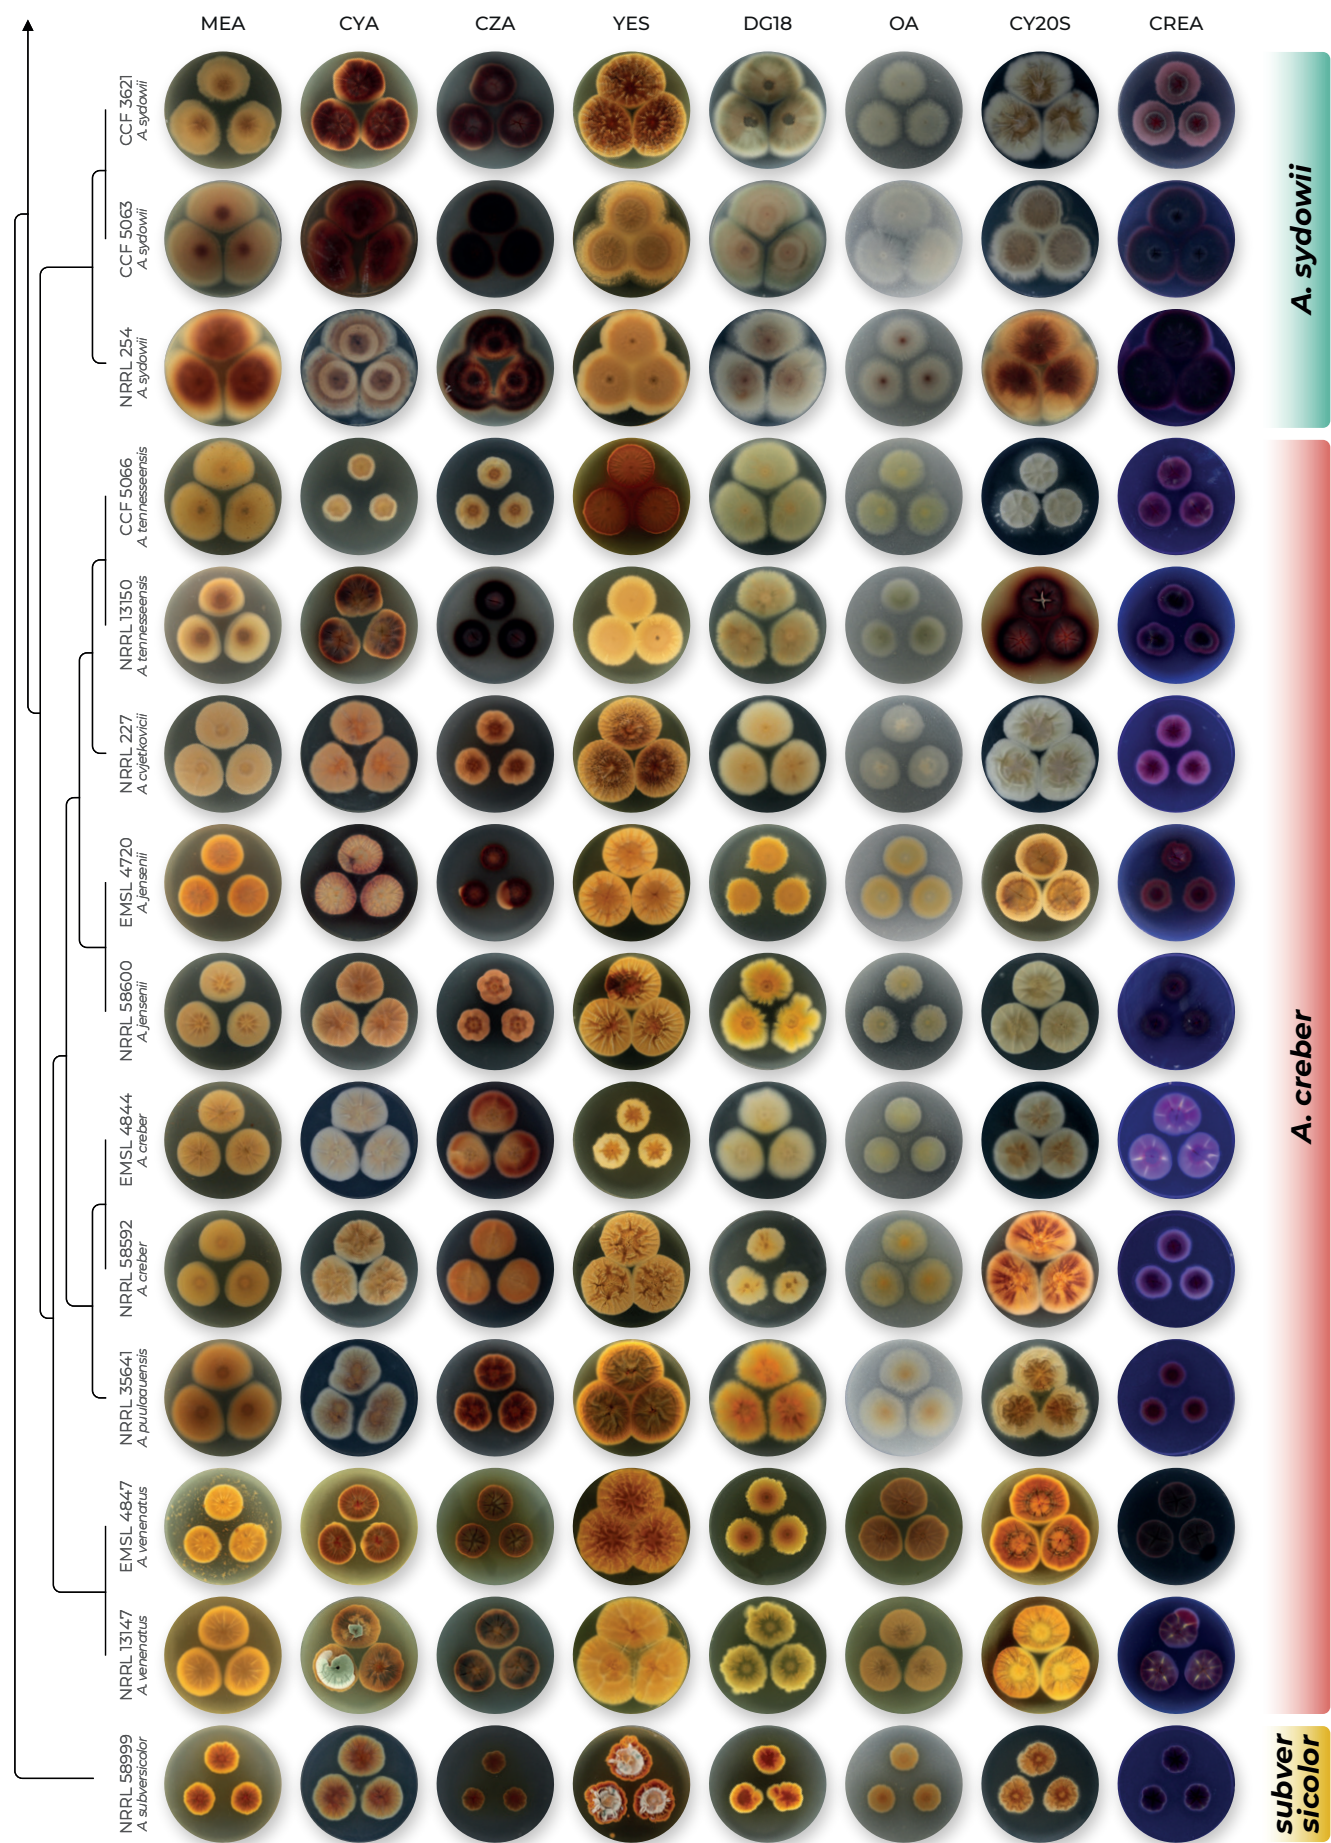 MEA CYA CZA YES DG18 OA CY20S CREA
CCF 3621
A. sydowii
CCF 5063
A. sydowii
NRRL 254
A. sydowii
A. sydowii
CCF 5066
A. tennesseensis
NRRL 13150
A. tennesseensis
NRRL 227
A cvjetkovicii
EMSL 4720
A. jensenii
NRRL 58600
A. jensenii
EMSL 4844
A. creber
NRRL 58592
A. creber
NRRL 35641
A. puulaauensis
EMSL 4847
A. venenatus
NRRL 13147
A. venenatus
A. creber
NRRL 58999
A. subversicolor
subver
sicolor